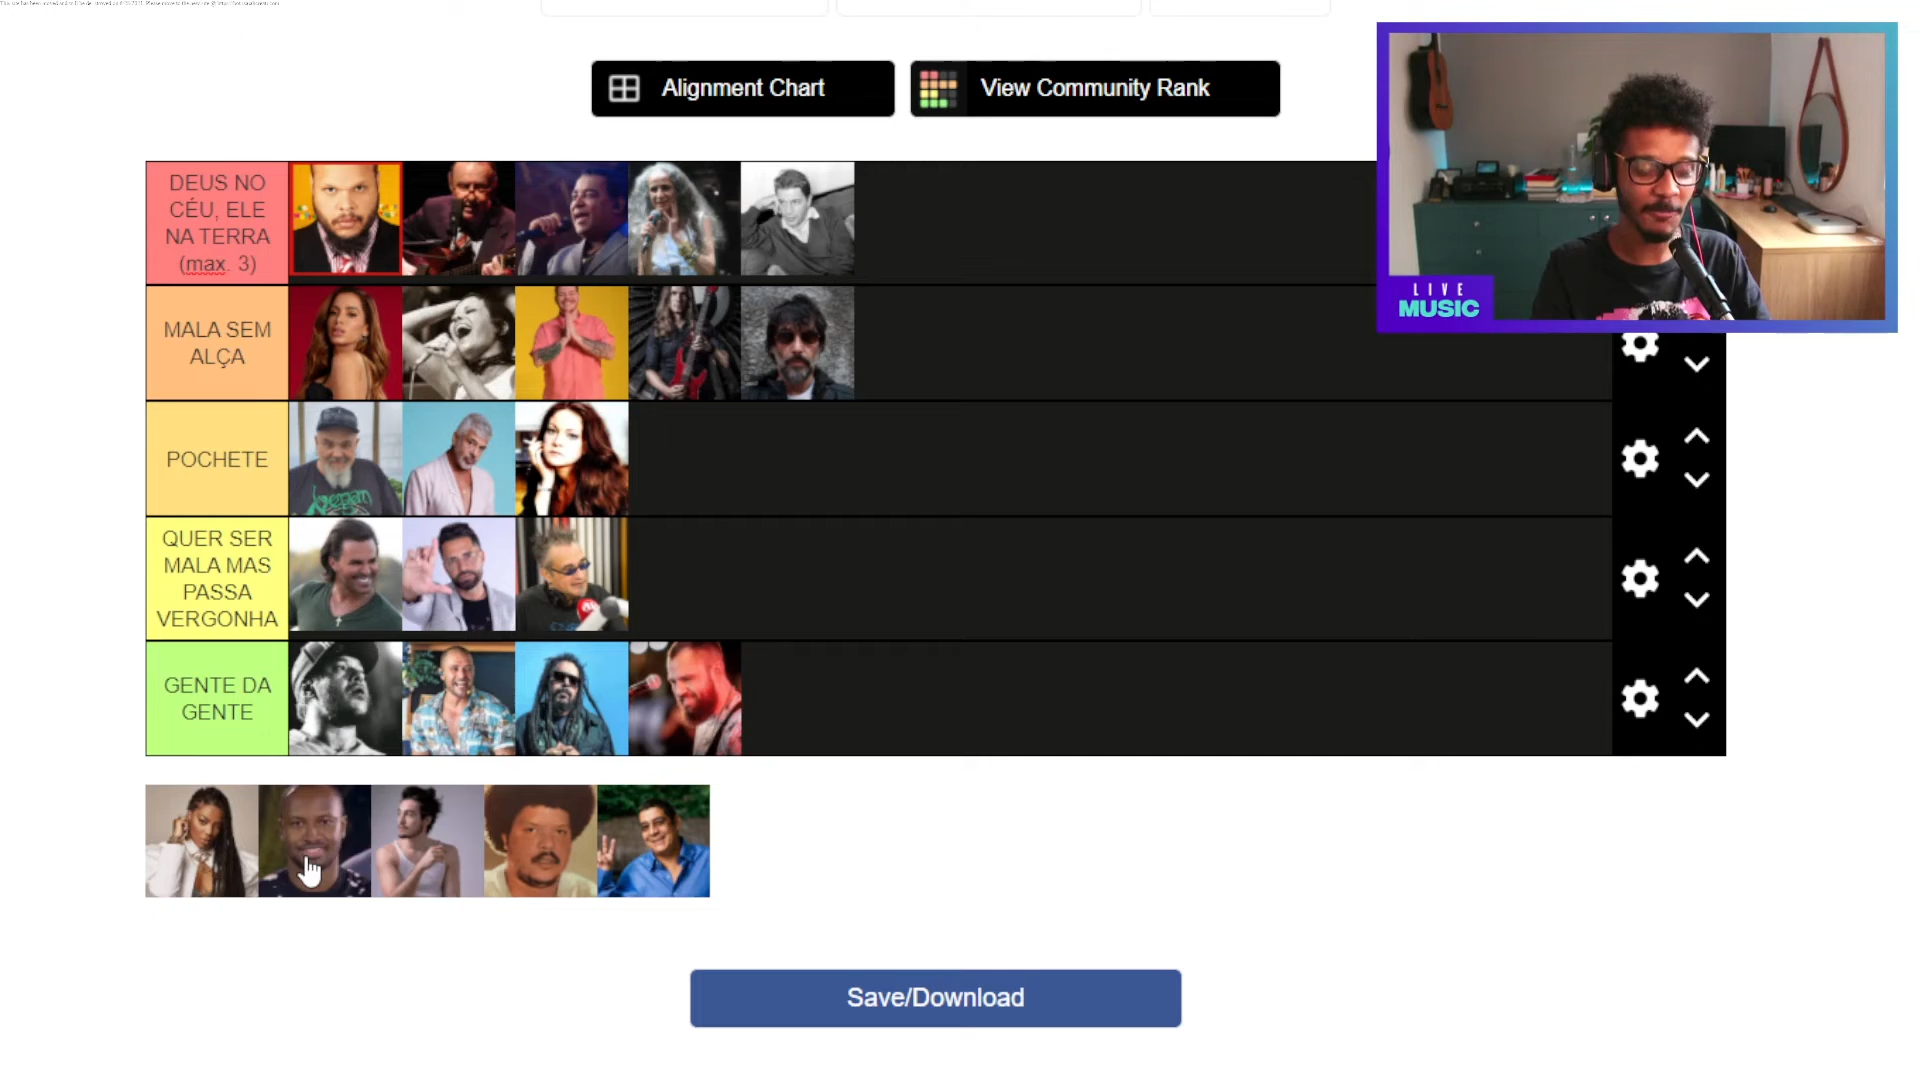 Alignment Chart
View Community Rank
DEUS NO
CÉU, ELE
NA TERRA
(max. 3)
LIVE
MUSIC
MALA SEM
ALÇA
POCHETE
QUER SER
MALA MAS
PASSA
VERGONHA
GENTE DA
GENTE
Save/Download